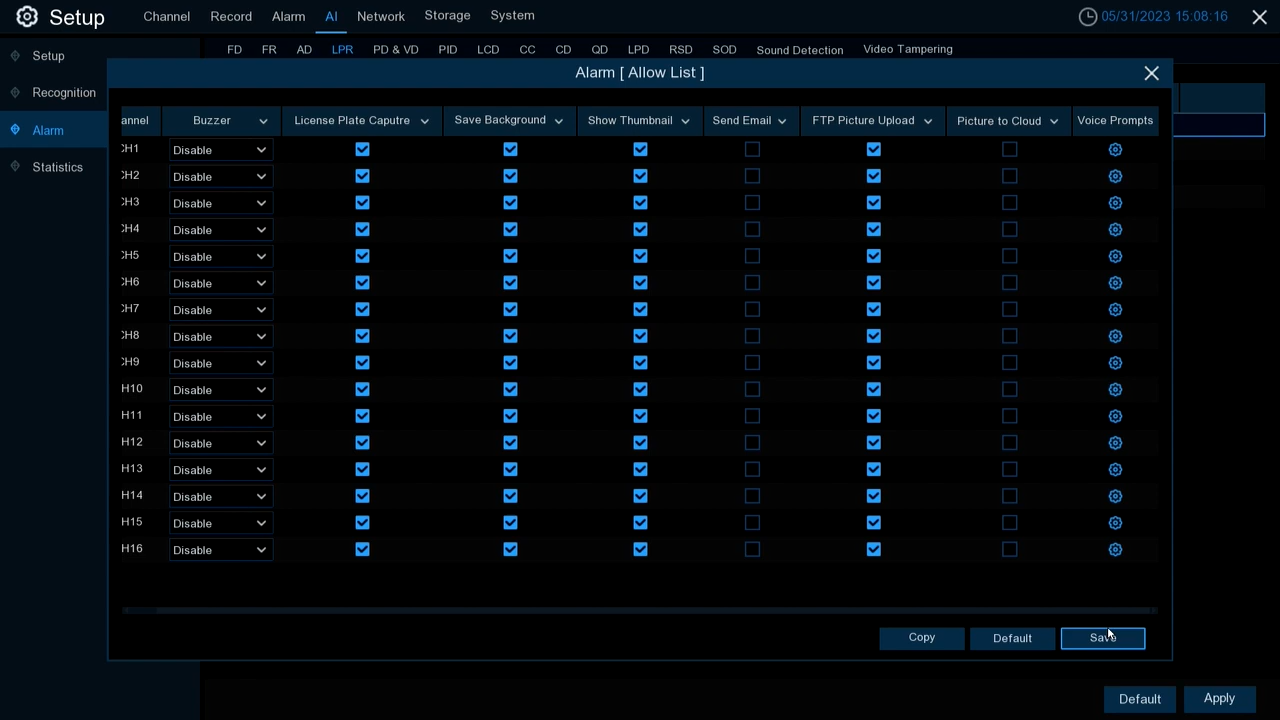 Setup Channel Record Alarm AI Network Storage System 05/31/2023 15:08:16
Setup FD FR AD LPR PD & VD PID LCD CC CD QD LPD RSD SOD Sound Detection Video Tampering
Recognition
Alarm
Statistics
Alarm [ Allow List ]
annel Buzzer License Plate Caputre Save Background Show Thumbnail Send Email FTP Picture Upload Picture to Cloud Voice Prompts
CH1 Disable
CH2 Disable
CH3 Disable
CH4 Disable
CH5 Disable
CH6 Disable
CH7 Disable
CH8 Disable
CH9 Disable
H10 Disable
H11 Disable
H12 Disable
H13 Disable
H14 Disable
H15 Disable
H16 Disable
Copy Default Save
Default Apply